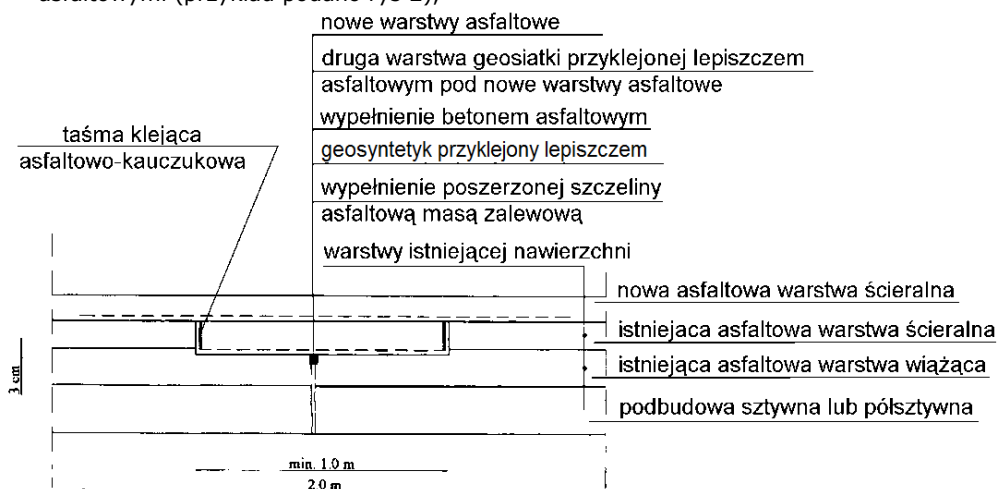 asfaltowymi (przykład podano rys 2),
nowe warstwy asfaltowe
druga warstwa geosiatki przyklejonej lepiszczem
asfaltowym pod nowe warstwy asfaltowe
wypełnienie betonem asfaltowym
geosyntetyk przyklejony lepiszczem
wypełnienie poszerzonej szczeliny
asfaltową masą zalewową
warstwy istniejącej nawierzchni
taśma klejąca
asfaltowo-kauczukowa
nowa asfaltowa warstwa ścieralna
istniejaca asfaltowa warstwa ścieralna
istniejąca asfaltowa warstwa wiążąca
podbudowa sztywna lub półsztywna
3 cm
min. 1.0 m
2.0 m